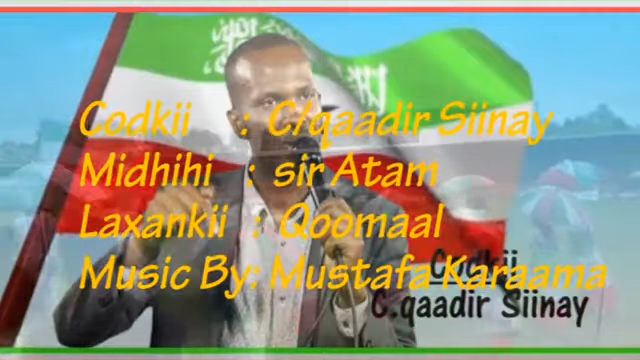 Codkii : C/qaadir Siinay
Midhihi : sir Atam
Laxankii : Qoomaal
Music By: Mustafa Karaama
Codkii
C.qaadir Siinay